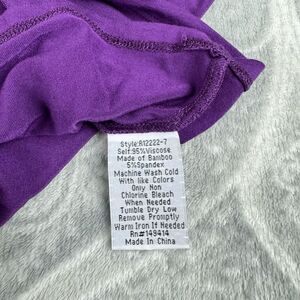 Style:A12222-7
Self:95%Viscose
Made of Bamboo
5%Spandex
Machine Wash Cold
With like Colors
Only Non
Chlorine Bleach
When Needed
Tumble Dry Low
Remove Promptly
Warm Iron If Needed
Rn#149414
Made In China